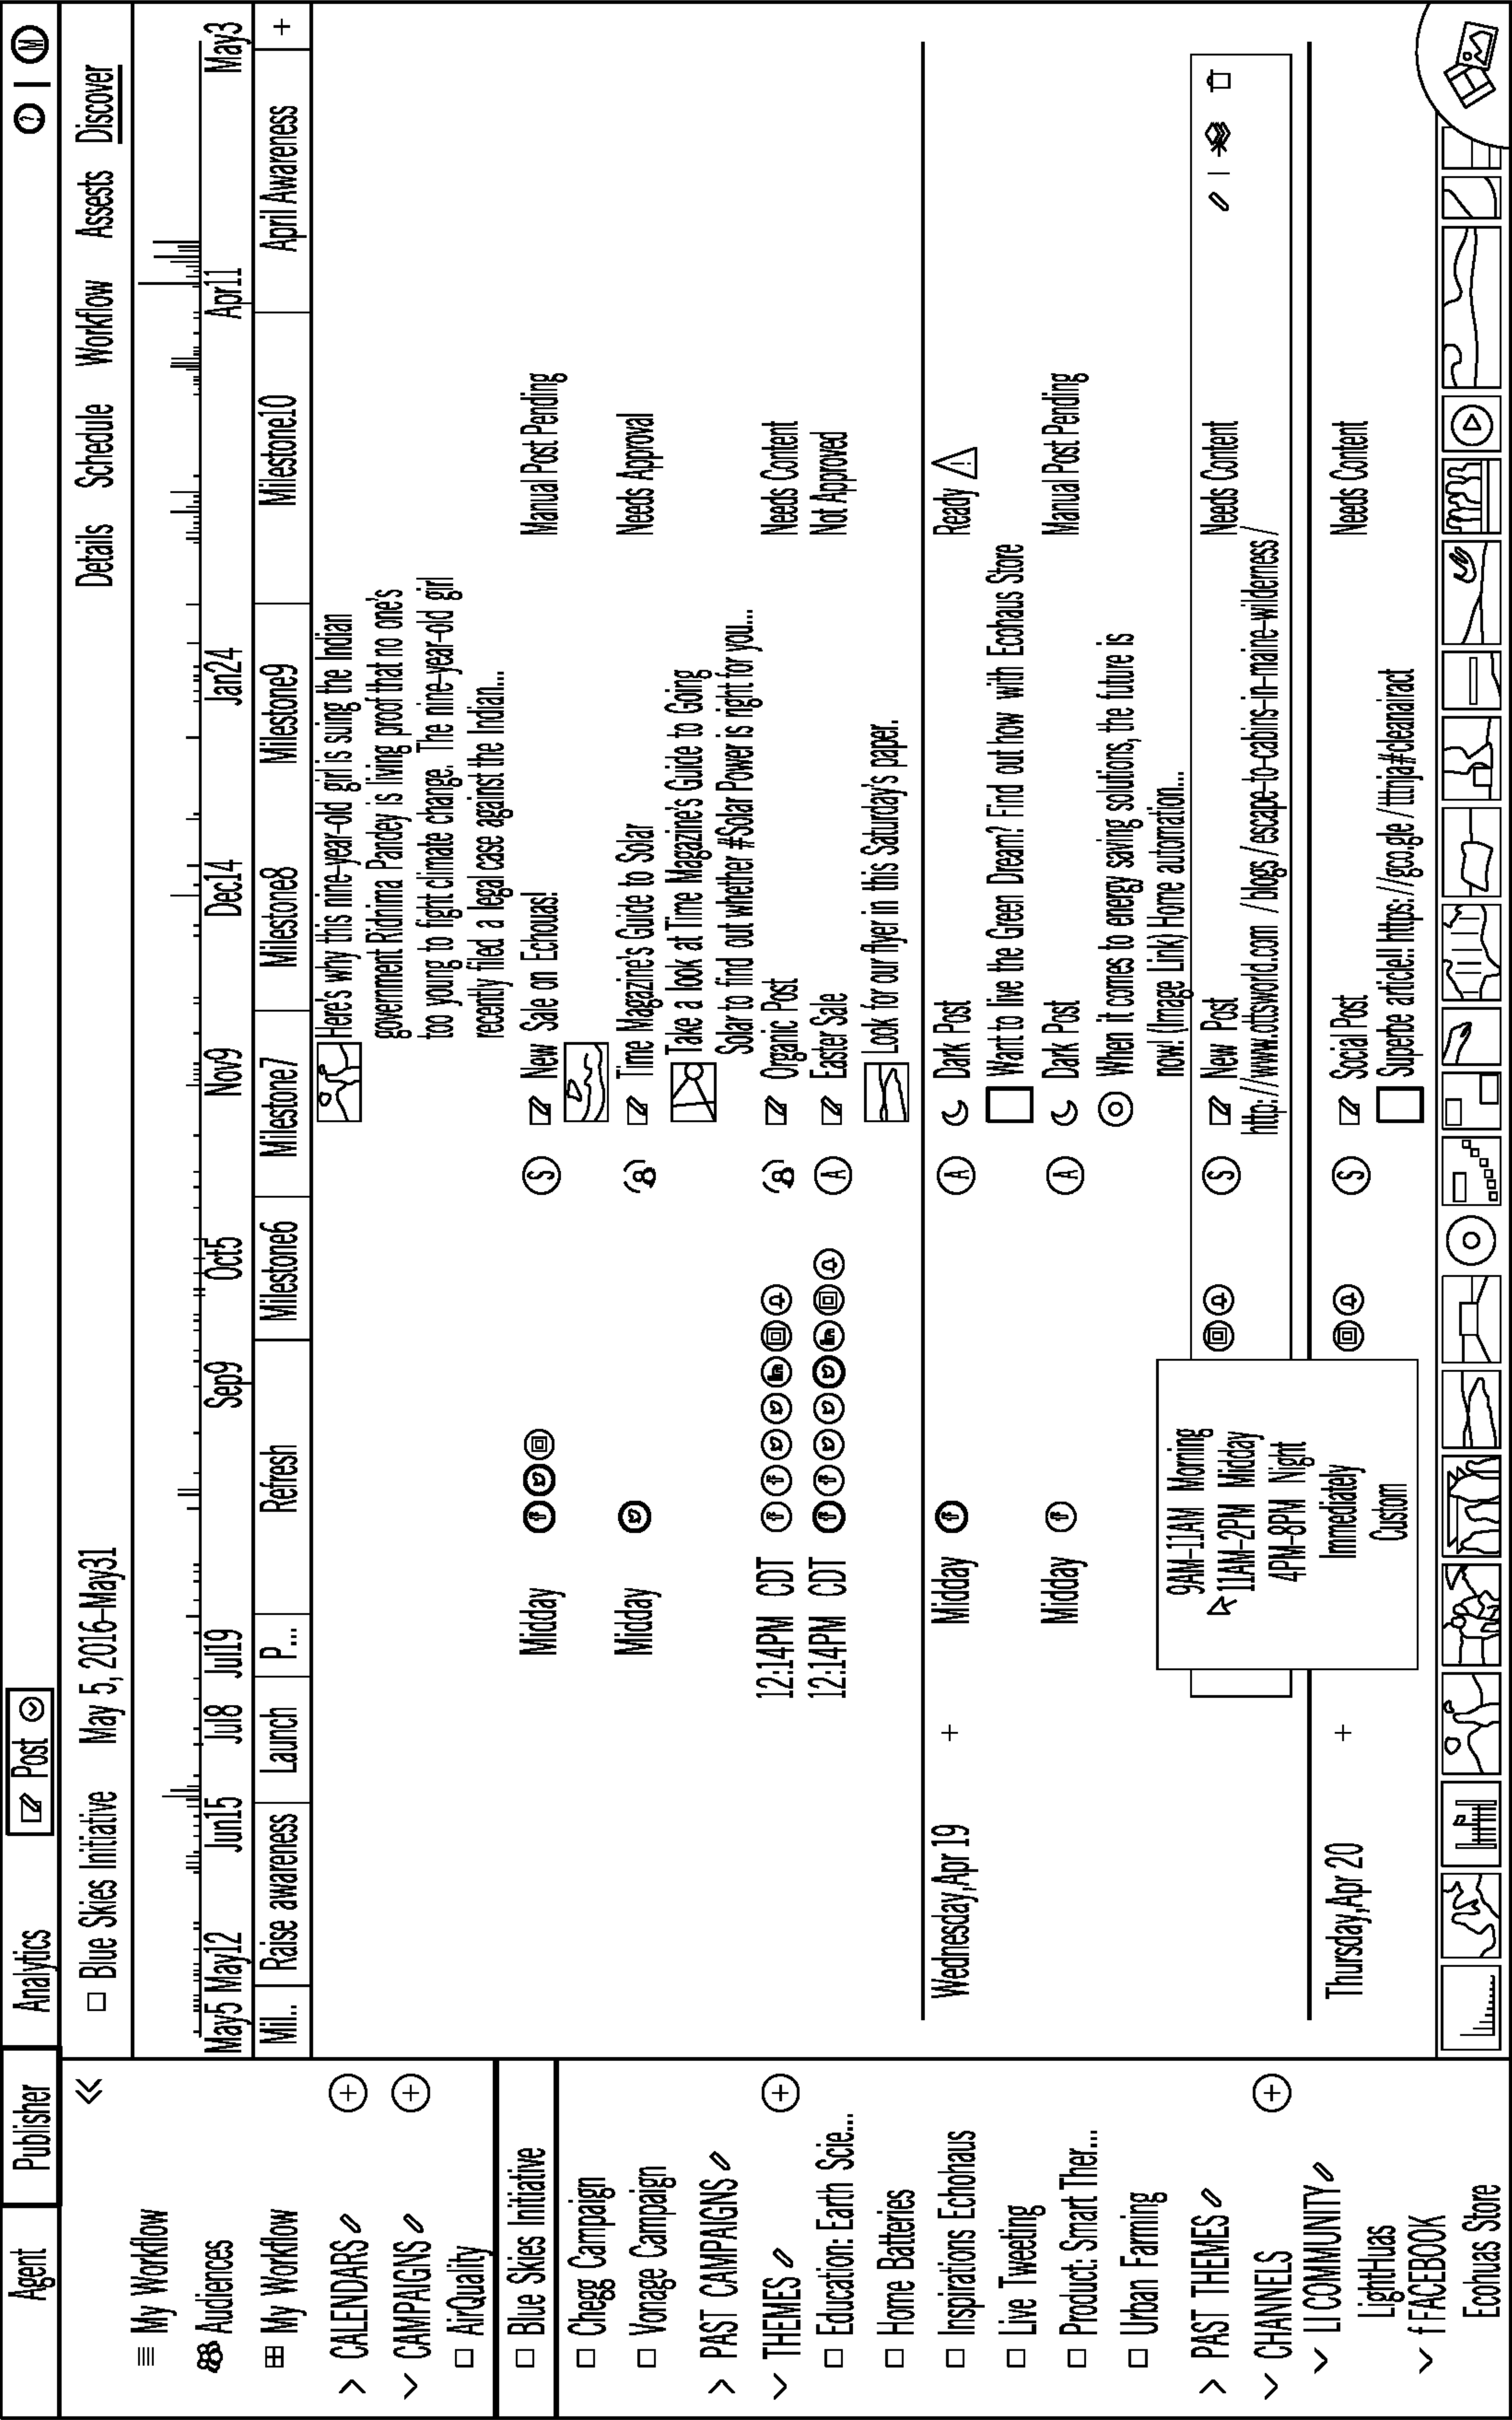 Agent
Publisher
Analytics
Post
?
M
My Workflow
Audiences
My Workflow
> CALENDARS
CAMPAIGNS
AirQuality
Blue Skies Initiative
Chegg Campaign
Vonage Campaign
> PAST CAMPAIGNS
THEMES
Education: Earth Scie...
Home Batteries
Inspirations Echohaus
Live Tweeting
Product: Smart Ther...
Urban Farming
> PAST THEMES
CHANNELS
LI COMMUNITY
LightHuas
f FACEBOOK
Eoohuas Store
Blue Skies Initiative May 5, 2016-May31
Details Schedule Workflow Assests Discover
May5 May12 Jun15 Jul8 Jul19 Sep9 Oct5 Nov9 Dec14 Jan24 Apr11 May3
Mil.. Raise awareness Launch P... Refresh Milestone6 Milestone7 Milestone8 Milestone9 Milestone10 April Awareness +
Here's why this nine-year-old girl is suing the Indian
government Ridnima Pandey is living proof that no one's
too young to fight climate change. The nine-year-old girl
recently filed a legal case against the Indian...
Midday S New Sale on Echouas! Manual Post Pending
Midday Time Magazine's Guide to Solar Needs Approval
Take a look at Time Magazine's Guide to Going
Solar to find out whether #Solar Power is right for you...
12:14PM CDT Organic Post Needs Content
12:14PM CDT A Easter Sale Not Approved
Look for our flyer in this Saturday's paper.
Wednesday,Apr 19 + Midday A Dark Post Ready
Want to live the Green Dream? Find out how with Ecohaus Store
Midday A Dark Post Manual Post Pending
When it comes to energy saving solutions, the future is
now! (Image Link) Home automation...
S New Post Needs Content
http://www.ottsworld.com /blogs/escape-to-cabins-in-maine-wilderness/
9AM-11AM Morning
11AM-2PM Midday
4PM-8PM Night
Immediately
Custom
Thursday,Apr 20 + S Social Post Needs Content
Superbe article!! https://goo.gle/tttnja#cleanairact